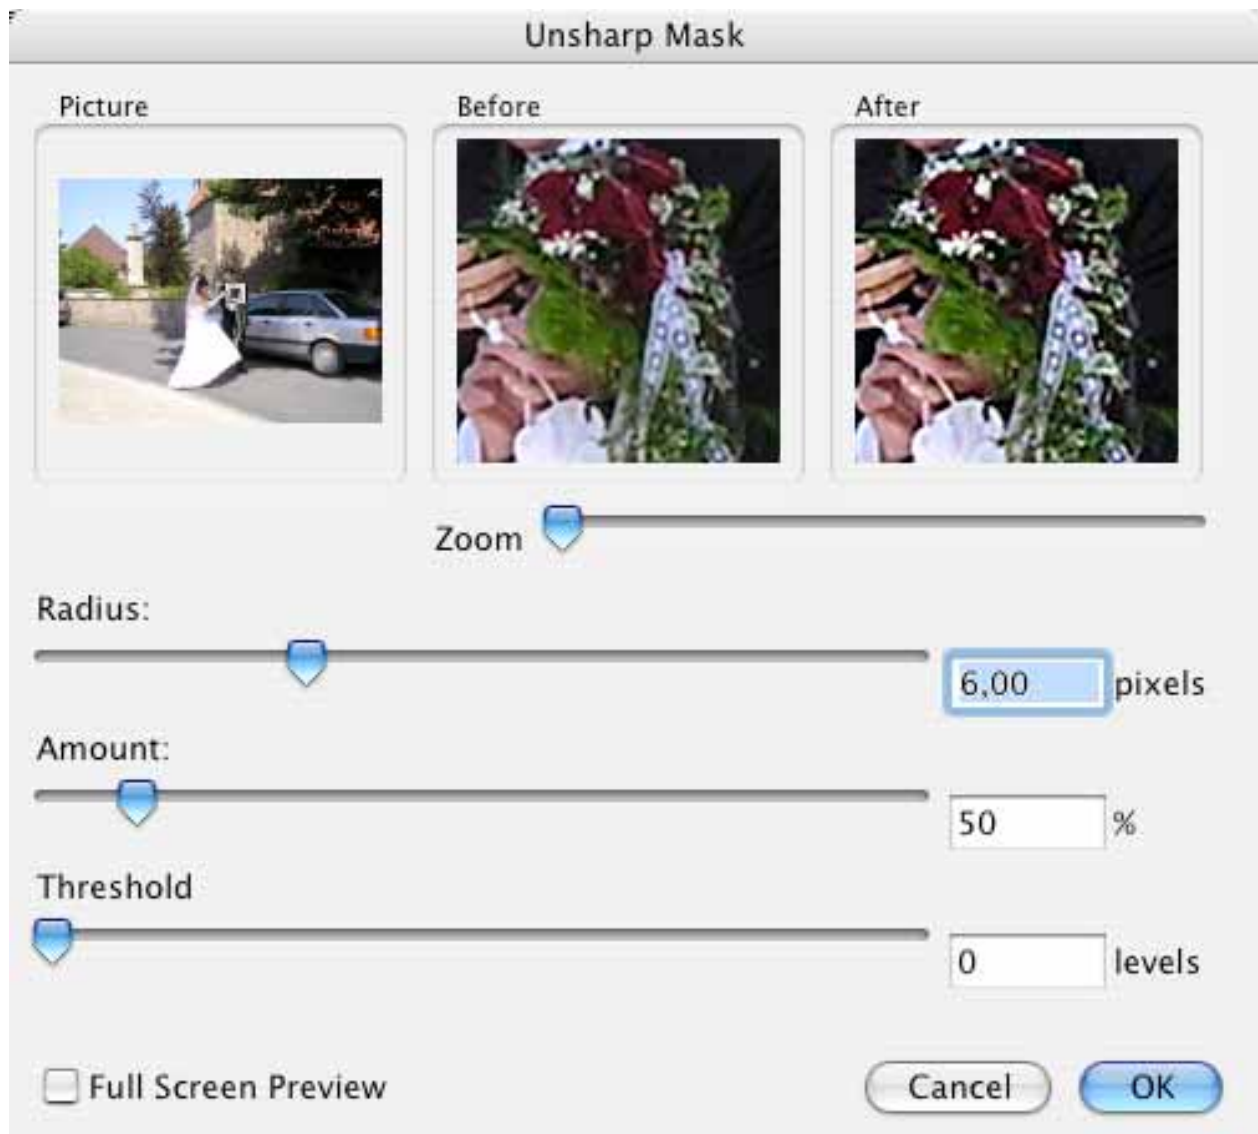 Unsharp Mask
Picture
Before
After
Zoom
Radius:
6,00 pixels
Amount:
50 %
Threshold
0 levels
Full Screen Preview
Cancel
OK